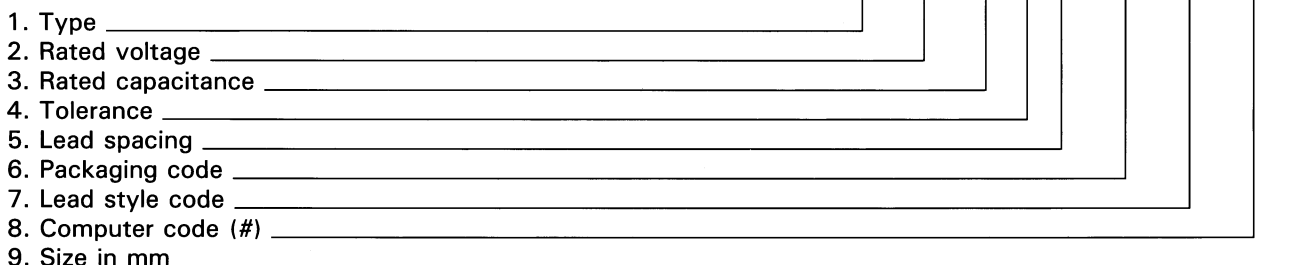 1. Type
2. Rated voltage
3. Rated capacitance
4. Tolerance
5. Lead spacing
6. Packaging code
7. Lead style code
8. Computer code (#)
9. Size in mm